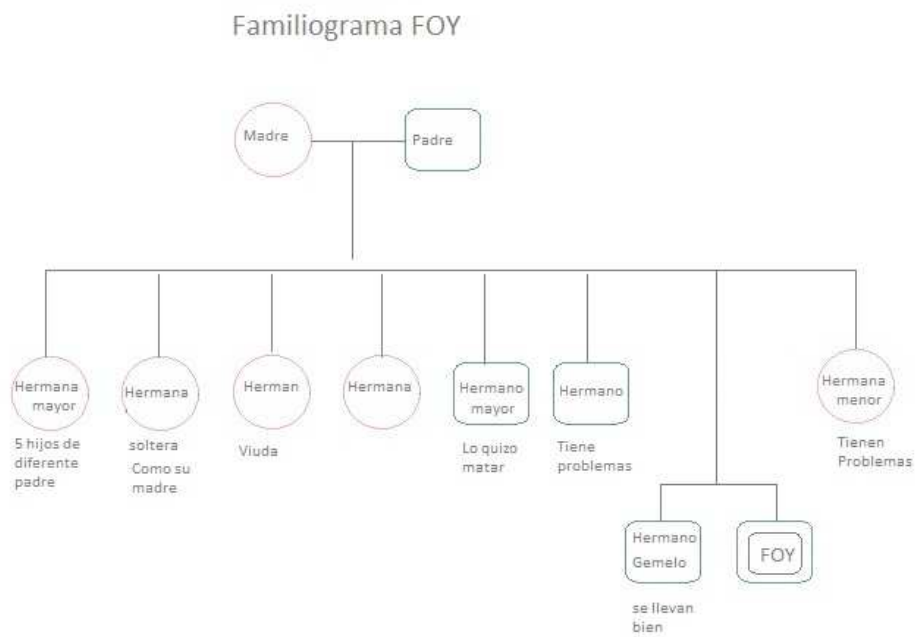 Familiograma FOY
Madre
Padre
Hermana
mayor
5 hijos de
diferente
padre
Hermana
soltera
Como su
madre
Herman
Viuda
Hermana
Hermano
mayor
Lo quizo
matar
Hermano
Tiene
problemas
Hermana
menor
Tienen
Problemas
Hermano
Gemelo
se llevan
bien
FOY